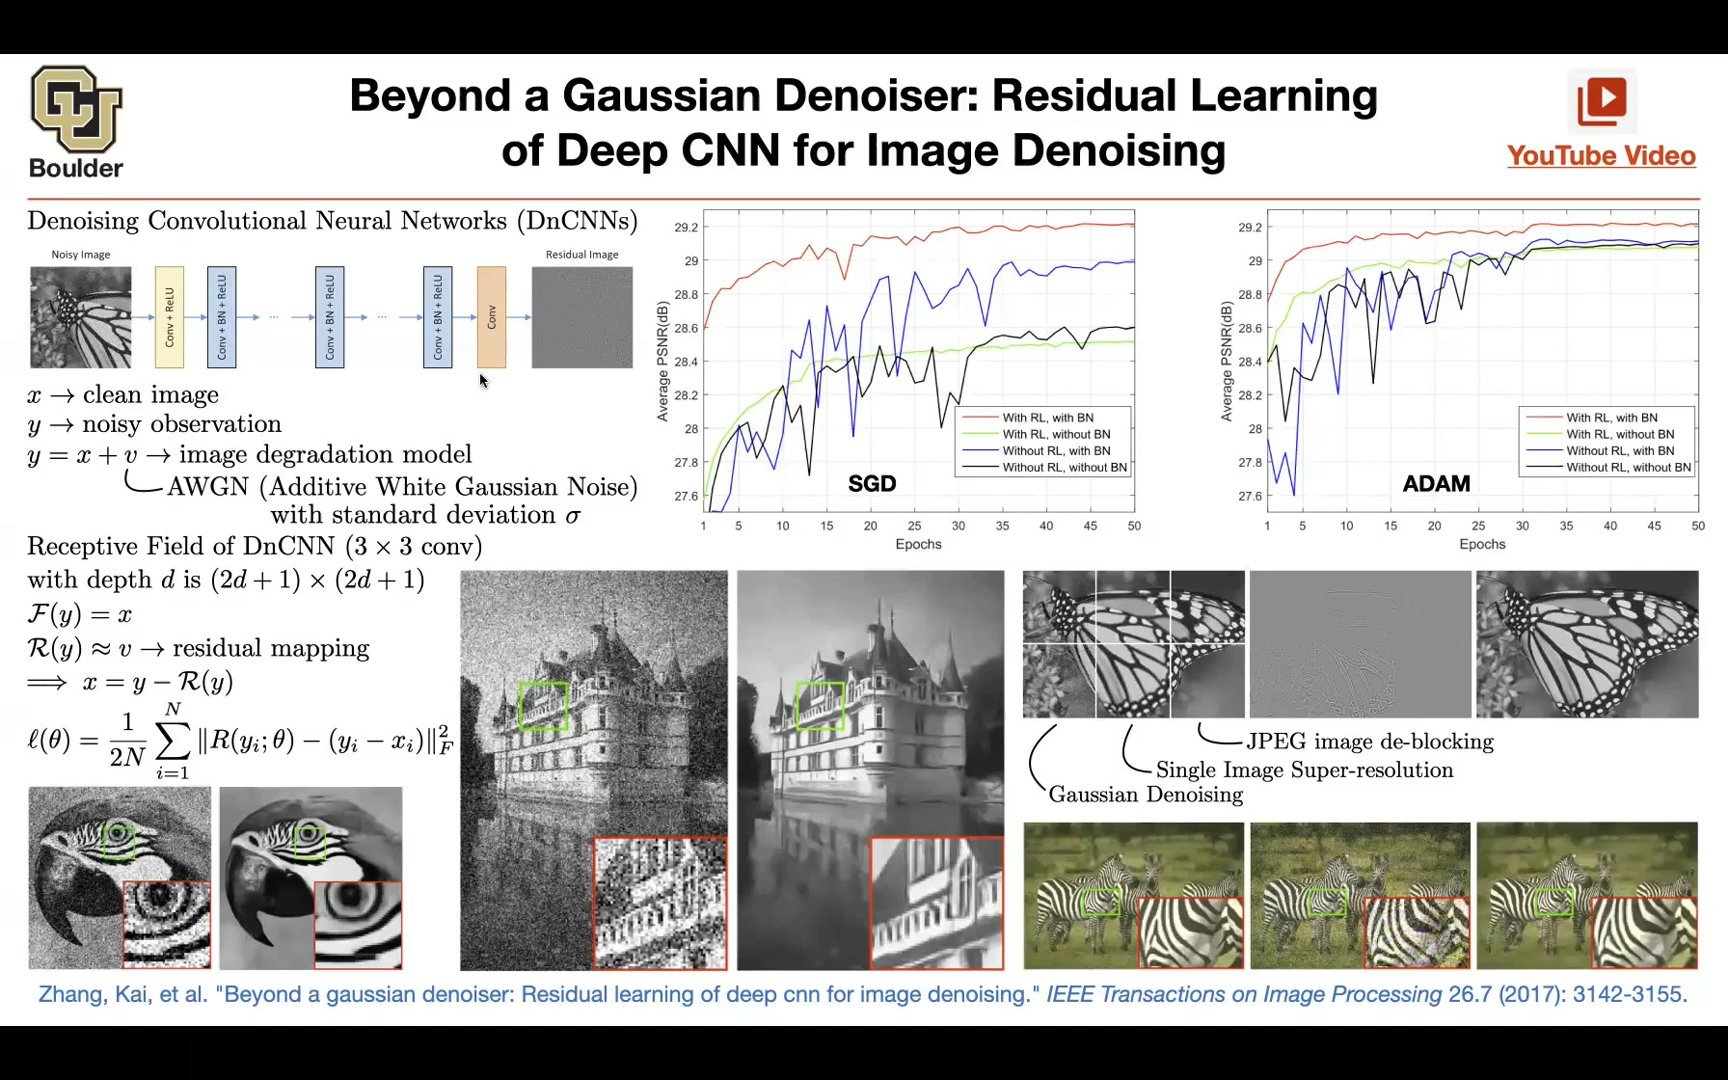 Beyond a Gaussian Denoiser: Residual Learning
of Deep CNN for Image Denoising
Boulder
YouTube Video
Denoising Convolutional Neural Networks (DnCNNs)
Noisy Image
Residual Image
Conv + ReLU
Conv + BN + ReLU
...
Conv + BN + ReLU
...
Conv + BN + ReLU
Conv
x → clean image
y → noisy observation
y = x + v → image degradation model
AWGN (Additive White Gaussian Noise)
with standard deviation σ
Receptive Field of DnCNN (3 × 3 conv)
with depth d is (2d + 1) × (2d + 1)
F(y) = x
R(y) ≈ v → residual mapping
⟹ x = y − R(y)
ℓ(θ) = 1/2N ∑_{i=1}^{N} ‖R(y_i; θ) − (y_i − x_i)‖²_F
Average PSNR(dB)
29.2
29
28.8
28.6
28.4
28.2
28
27.8
27.6
1 5 10 15 20 25 30 35 40 45 50
Epochs
With RL, with BN
With RL, without BN
Without RL, with BN
Without RL, without BN
SGD
Average PSNR(dB)
29.2
29
28.8
28.6
28.4
28.2
28
27.8
27.6
1 5 10 15 20 25 30 35 40 45 50
Epochs
With RL, with BN
With RL, without BN
Without RL, with BN
Without RL, without BN
ADAM
JPEG image de-blocking
Single Image Super-resolution
Gaussian Denoising
Zhang, Kai, et al. "Beyond a gaussian denoiser: Residual learning of deep cnn for image denoising." IEEE Transactions on Image Processing 26.7 (2017): 3142-3155.